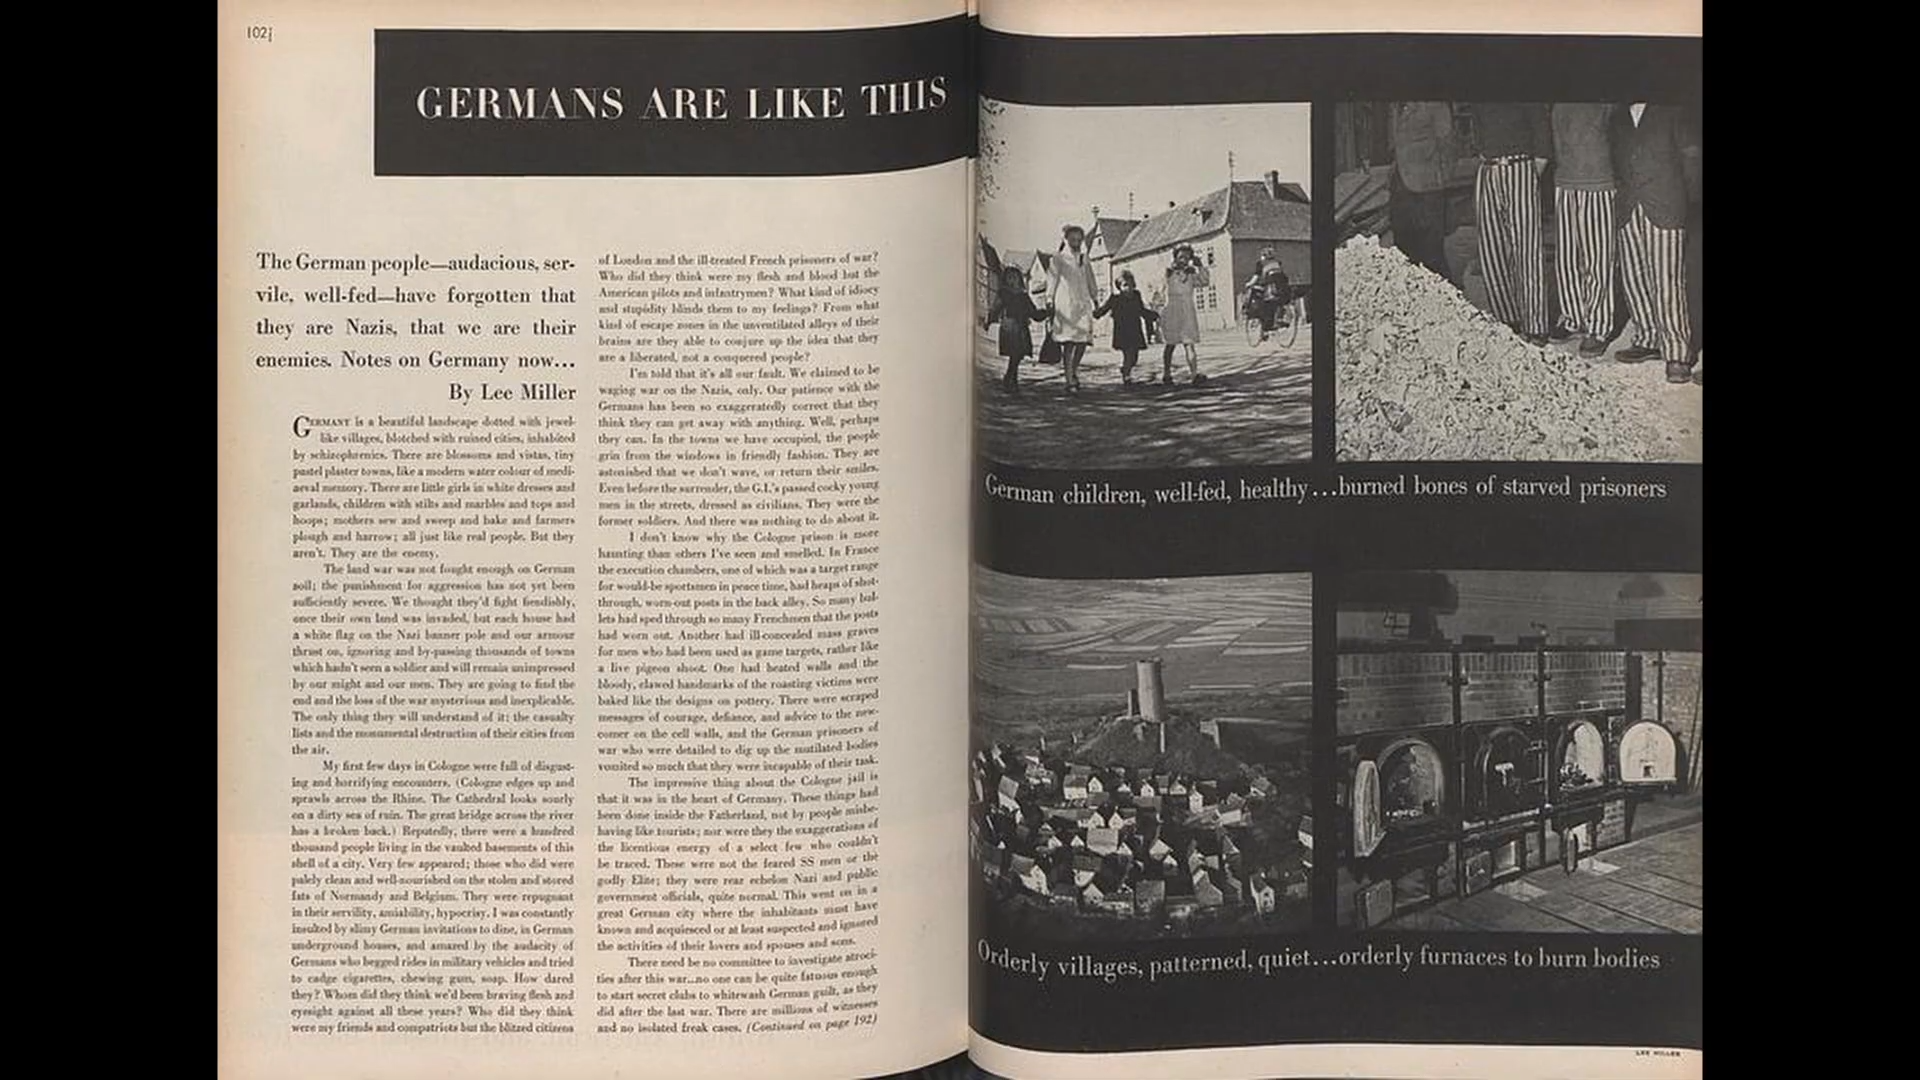 102
GERMANS ARE LIKE THIS
The German people—audacious, ser-
vile, well-fed—have forgotten that
they are Nazis, that we are their
enemies. Notes on Germany now...
By Lee Miller
GERMANY is a beautiful landscape dotted with jewel-
like villages, blotched with ruined cities, inhabited
by schizophrenics. There are blossoms and vistas, tiny
pastel plaster towns, like a modern water colour of medi-
aeval memory. There are little girls in white dresses and
garlands, children with stilts and marbles and tops and
hoops; mothers sew and sweep and bake and farmers
plough and harrow; all just like real people. But they
aren't. They are the enemy.
The land war was not fought enough on German
soil; the punishment for aggression has not yet been
sufficiently severe. We thought they'd fight fiendishly,
once their own land was invaded, but each house had
a white flag on the Nazi banner pole and our armour
thrust on, ignoring and by-passing thousands of towns
which hadn't seen a soldier and will remain unimpressed
by our might and our men. They are going to find the
end and the loss of the war mysterious and inexplicable.
The only thing they will understand of it: the casualty
lists and the monumental destruction of their cities from
the air.
My first few days in Cologne were full of disgust-
ing and horrifying encounters. (Cologne edges up and
sprawls across the Rhine. The Cathedral looks sourly
on a dirty sea of ruin. The great bridge across the river
has a broken back.) Reputedly, there were a hundred
thousand people living in the vaulted basements of this
shell of a city. Very few appeared; those who did were
palely clean and well-nourished on the stolen and stored
fats of Normandy and Belgium. They were repugnant
in their servility, amiability, hypocrisy. I was constantly
insulted by slimy German invitations to dine, in German
underground houses, and amazed by the audacity of
Germans who begged rides in military vehicles and tried
to cadge cigarettes, chewing gum, soap. How dared
they? Whom did they think we'd been braving flesh and
eyesight against all these years? Who did they think
were my friends and compatriots but the blitzed citizens
of London and the ill-treated French prisoners of war?
Who did they think were my flesh and blood but the
American pilots and infantrymen? What kind of idiocy
and stupidity blinds them to my feelings? From what
kind of escape zones in the unventilated alleys of their
brains are they able to conjure up the idea that they
are a liberated, not a conquered people?
I'm told that it's all our fault. We claimed to be
waging war on the Nazis, only. Our patience with the
Germans has been so exaggeratedly correct that they
think they can get away with anything. Well, perhaps
they can. In the towns we have occupied, the people
grin from the windows in friendly fashion. They are
astonished that we don't wave, or return their smiles.
Even before the surrender, the G.I.'s passed cocky young
men in the streets, dressed as civilians. They were the
former soldiers. And there was nothing to do about it.
I don't know why the Cologne prison is more
haunting than others I've seen and smelled. In France
the execution chambers, one of which was a target range
for would-be sportsmen in peace time, had heaps of shot-
through, worn-out posts in the back alley. So many bul-
lets had sped through so many Frenchmen that the posts
had worn out. Another had ill-concealed mass graves
for men who had been used as game targets, rather like
a live pigeon shoot. One had heated walls and the
bloody, clawed handmarks of the roasting victims were
baked like the designs on pottery. There were scraped
messages of courage, defiance, and advice to the new-
comer on the cell walls, and the German prisoners of
war who were detailed to dig up the mutilated bodies
vomited so much that they were incapable of their task.
The impressive thing about the Cologne jail is
that it was in the heart of Germany. These things had
been done inside the Fatherland, not by people misbe-
having like tourists; nor were they the exaggerations of
the licentious energy of a select few who couldn't
be traced. These were not the feared SS men or the
godly Elite; they were rear echelon Nazi and public
government officials, quite normal. This went on in a
great German city where the inhabitants must have
known and acquiesced or at least suspected and ignored
the activities of their lovers and spouses and sons.
There need be no committee to investigate atroci-
ties after this war...no one can be quite fatuous enough
to start secret clubs to whitewash German guilt, as they
did after the last war. There are millions of witnesses
and no isolated freak cases. (Continued on page 192)
German children, well-fed, healthy...burned bones of starved prisoners
Orderly villages, patterned, quiet...orderly furnaces to burn bodies
LEE MILLER